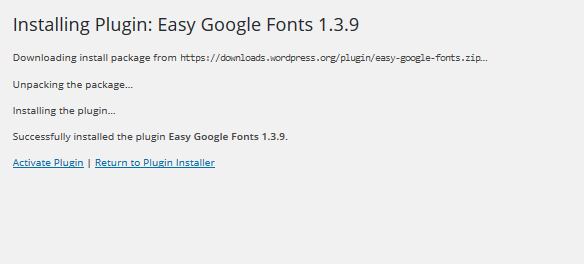 Installing Plugin: Easy Google Fonts 1.3.9
Downloading install package from https://downloads.wordpress.org/plugin/easy-google-fonts.zip…
Unpacking the package…
Installing the plugin…
Successfully installed the plugin Easy Google Fonts 1.3.9.
Activate Plugin | Return to Plugin Installer